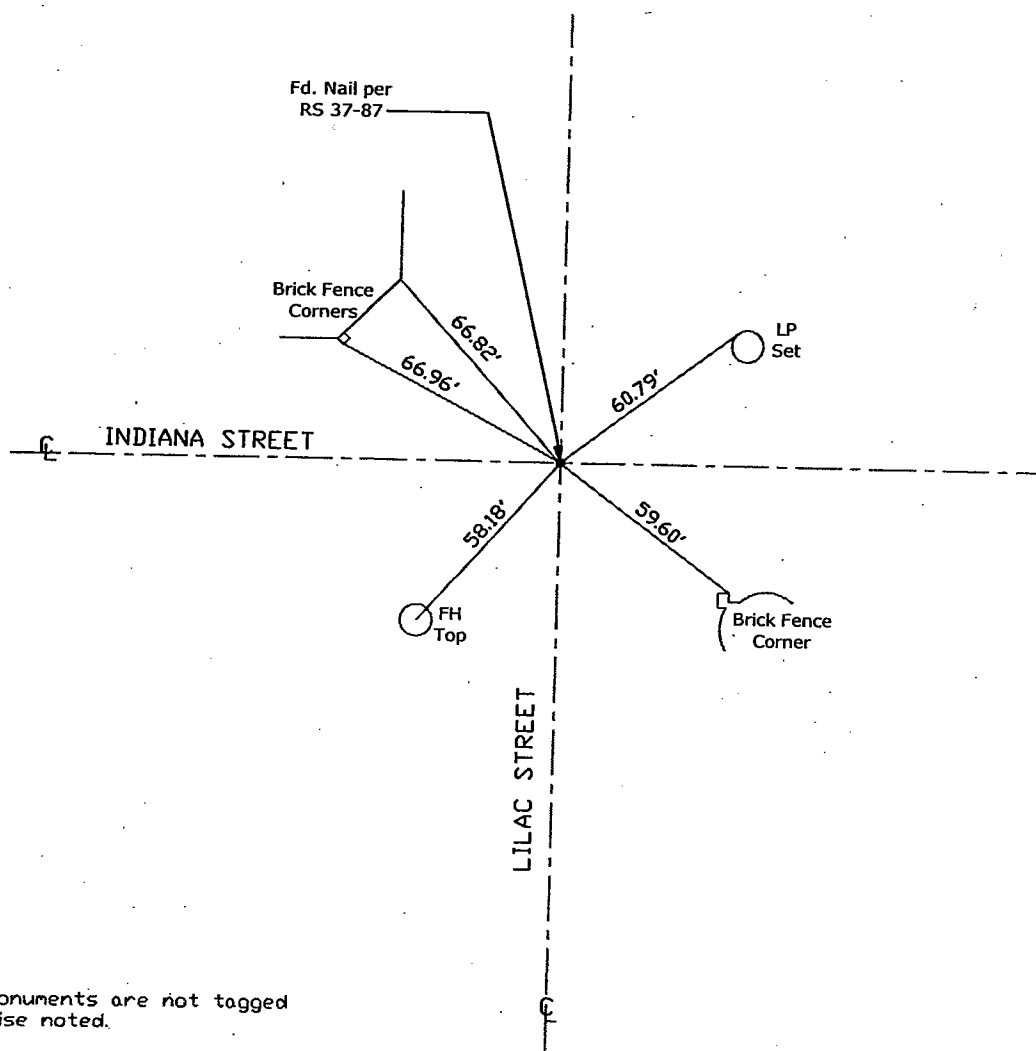 Fd. Nail per
RS 37-87
Brick Fence
Corners
66.82'
66.96'
LP
Set
60.79'
℄ INDIANA STREET
58.18'
59.60'
FH
Top
Brick Fence
Corner
LILAC STREET
℄
onuments are not tagged
ise noted.